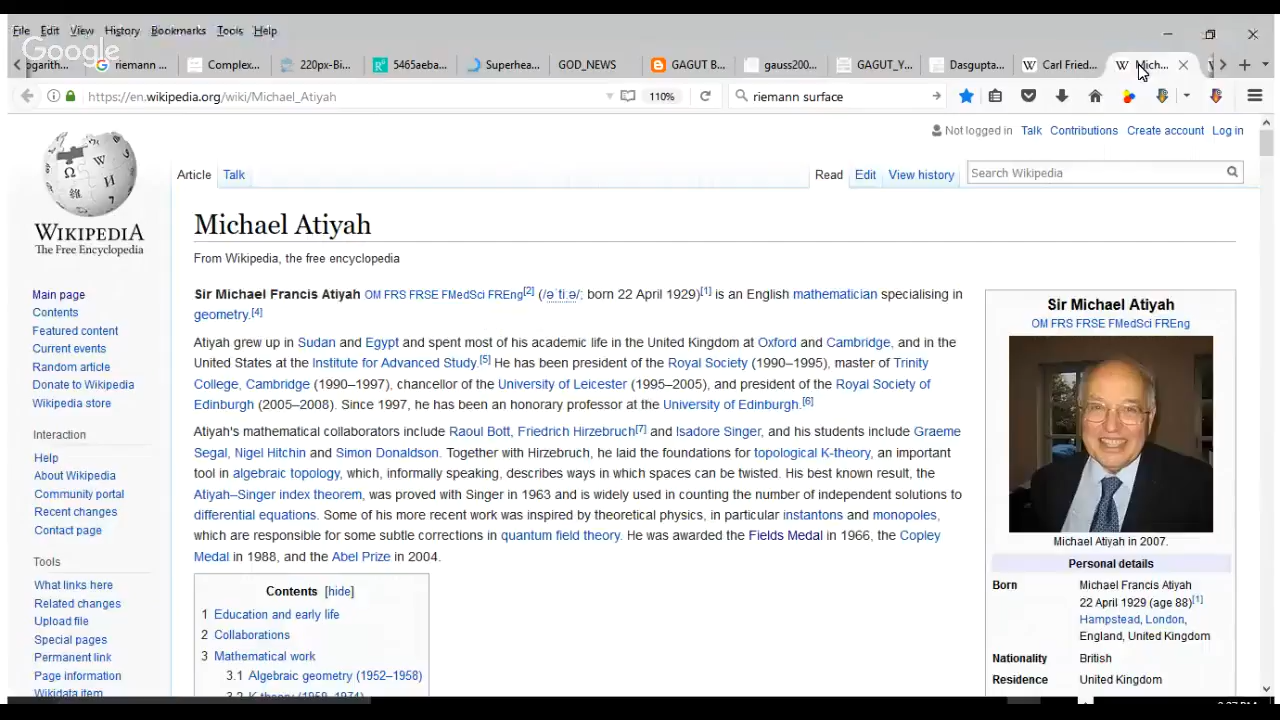 File Edit View History Bookmarks Tools Help
Google
ogarith... riemann ... Complex... 220px-Bi... 5465aeba... Superhea... GOD_NEWS GAGUT B... gauss200... GAGUT_Y... Dasgupta... Carl Fried... Mich...
https://en.wikipedia.org/wiki/Michael_Atiyah 110% riemann surface
Not logged in Talk Contributions Create account Log in
Article Talk Read Edit View history Search Wikipedia
WIKIPEDIA
The Free Encyclopedia
Michael Atiyah
From Wikipedia, the free encyclopedia
Sir Michael Francis Atiyah OM FRS FRSE FMedSci FREng[2] (/əˈtiːə/; born 22 April 1929)[1] is an English mathematician specialising in
geometry.[4]
Atiyah grew up in Sudan and Egypt and spent most of his academic life in the United Kingdom at Oxford and Cambridge, and in the
United States at the Institute for Advanced Study.[5] He has been president of the Royal Society (1990–1995), master of Trinity
College, Cambridge (1990–1997), chancellor of the University of Leicester (1995–2005), and president of the Royal Society of
Edinburgh (2005–2008). Since 1997, he has been an honorary professor at the University of Edinburgh.[6]
Atiyah's mathematical collaborators include Raoul Bott, Friedrich Hirzebruch[7] and Isadore Singer, and his students include Graeme
Segal, Nigel Hitchin and Simon Donaldson. Together with Hirzebruch, he laid the foundations for topological K-theory, an important
tool in algebraic topology, which, informally speaking, describes ways in which spaces can be twisted. His best known result, the
Atiyah–Singer index theorem, was proved with Singer in 1963 and is widely used in counting the number of independent solutions to
differential equations. Some of his more recent work was inspired by theoretical physics, in particular instantons and monopoles,
which are responsible for some subtle corrections in quantum field theory. He was awarded the Fields Medal in 1966, the Copley
Medal in 1988, and the Abel Prize in 2004.
Contents [hide]
1 Education and early life
2 Collaborations
3 Mathematical work
3.1 Algebraic geometry (1952–1958)
3.2 K-theory (1959–1974)
Main page
Contents
Featured content
Current events
Random article
Donate to Wikipedia
Wikipedia store
Interaction
Help
About Wikipedia
Community portal
Recent changes
Contact page
Tools
What links here
Related changes
Upload file
Special pages
Permanent link
Page information
Wikidata item
Sir Michael Atiyah
OM FRS FRSE FMedSci FREng
Michael Atiyah in 2007.
Personal details
Born Michael Francis Atiyah
22 April 1929 (age 88)[1]
Hampstead, London,
England, United Kingdom
Nationality British
Residence United Kingdom